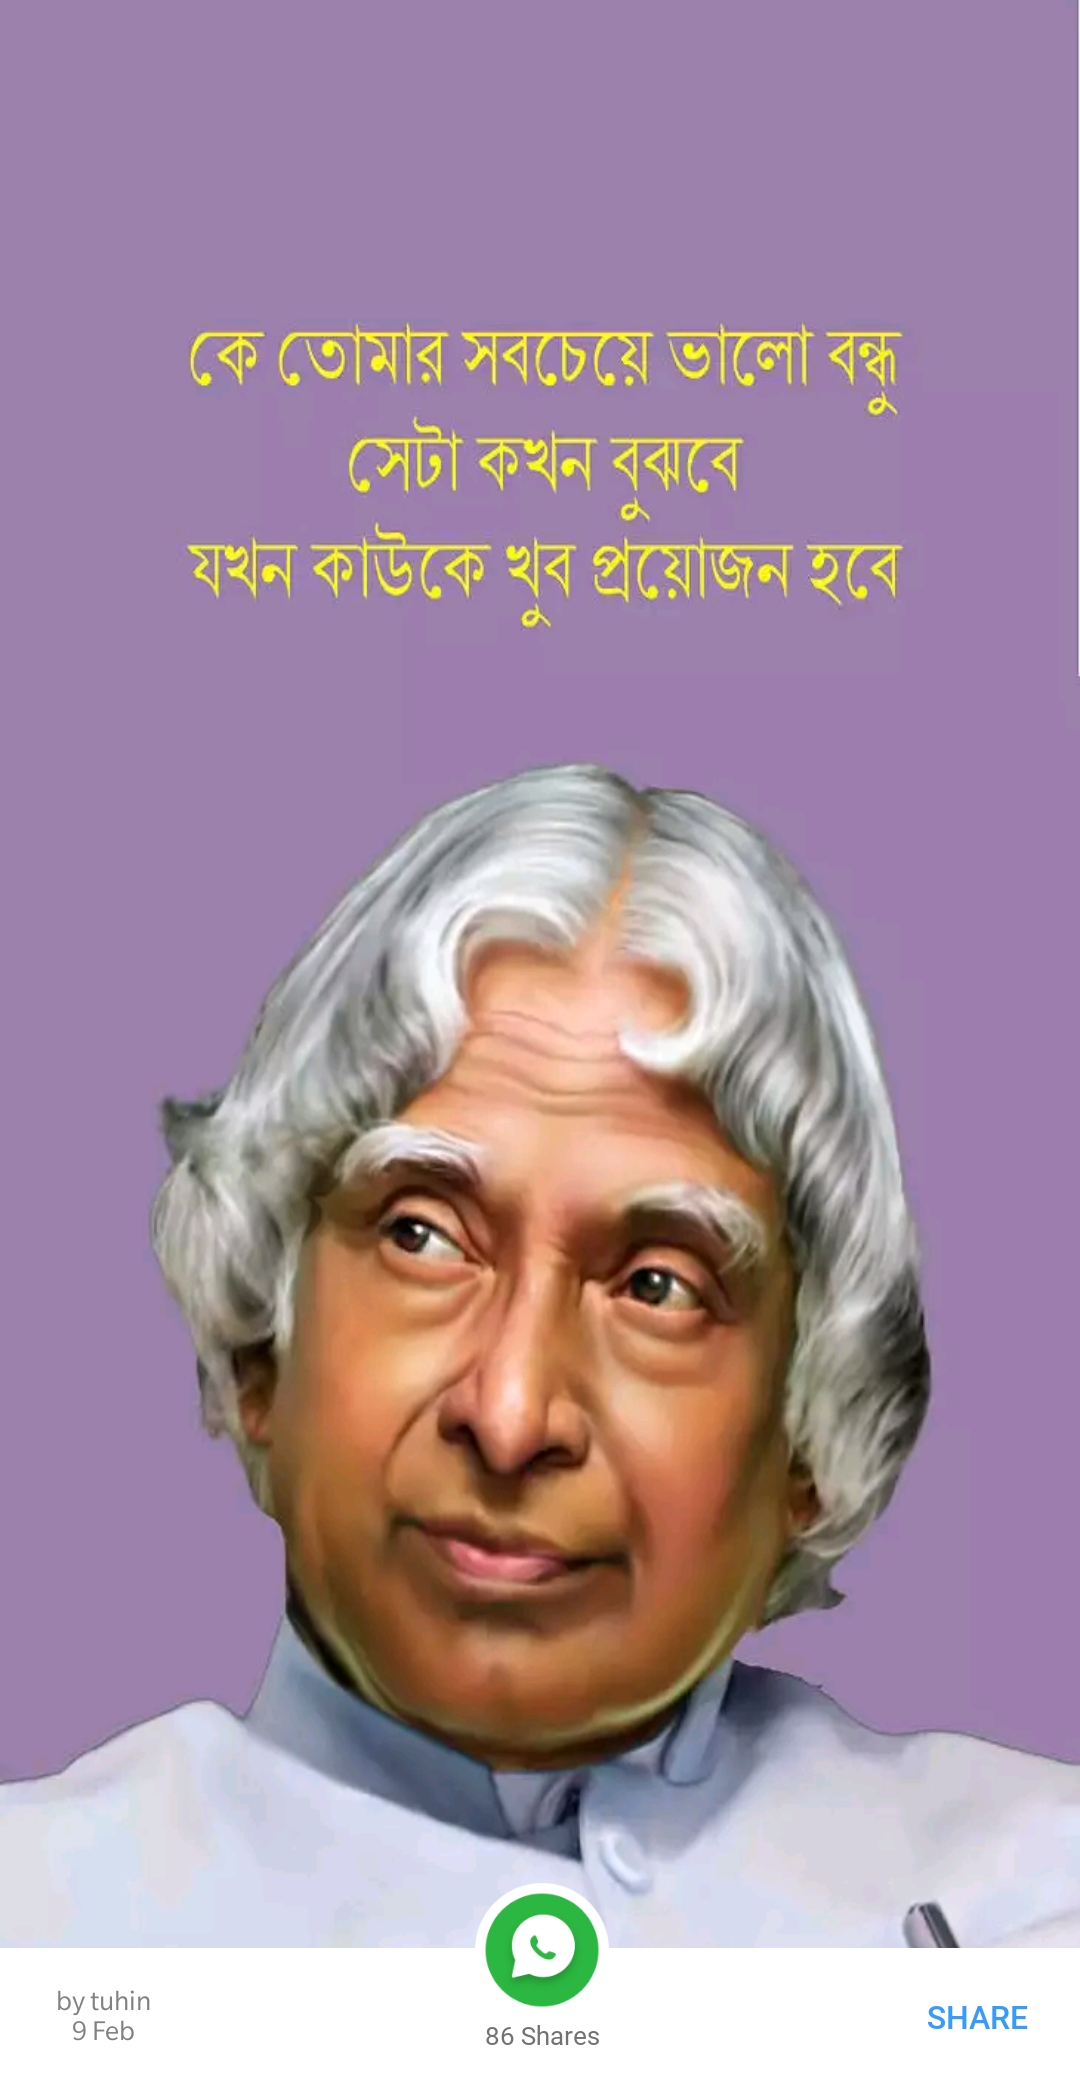 কে তোমার সবচেয়ে ভালো বন্ধু
সেটা কখন বুঝবে
যখন কাউকে খুব প্রয়োজন হবে
by tuhin
9 Feb
86 Shares
SHARE